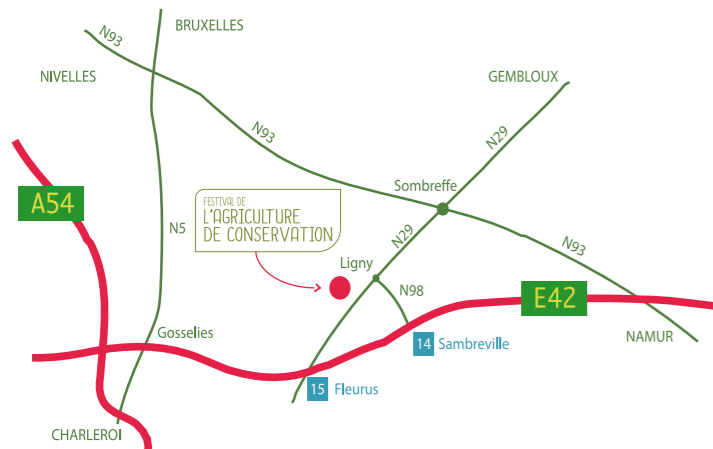 BRUXELLES
N93
NIVELLES
GEMBLOUX
N93
N29
Sombreffe
A54
FESTIVAL DE
L'AGRICULTURE
DE CONSERVATION
N5
N29
N93
Ligny
N98
E42
Gosselies
14 Sambreville
NAMUR
15 Fleurus
CHARLEROI